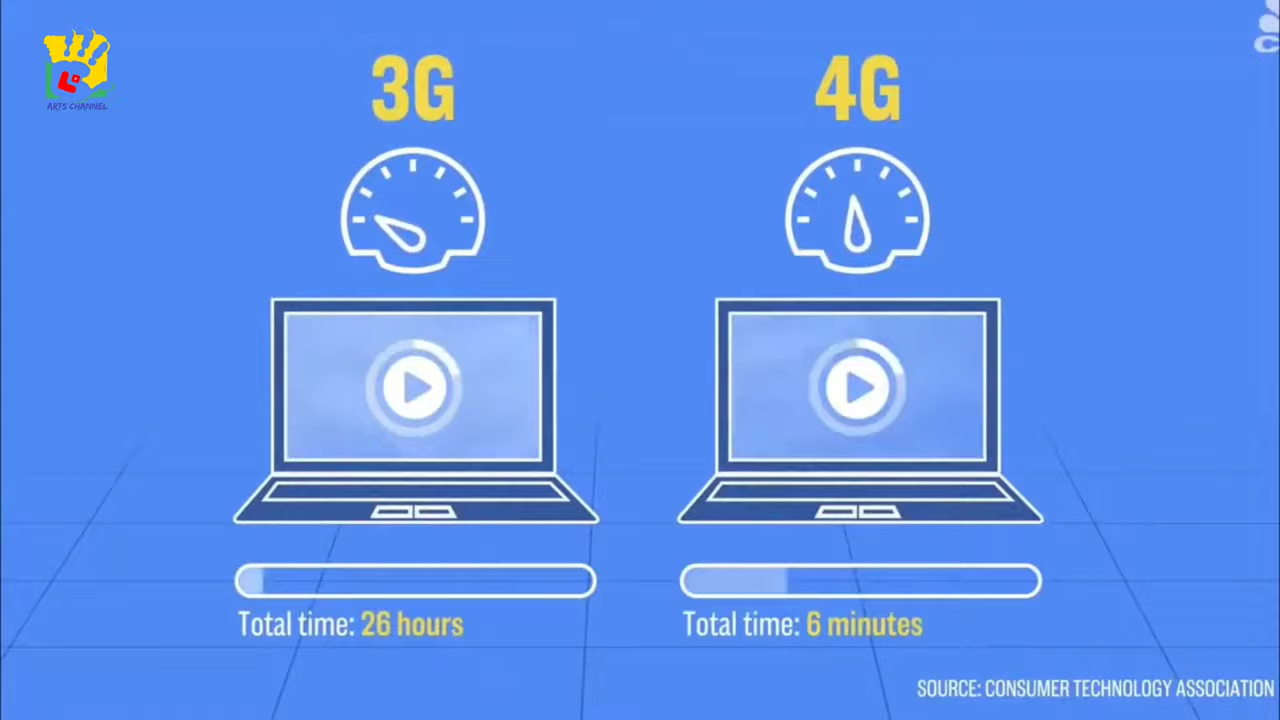 ARTS CHANNEL
3G
4G
Total time: 26 hours
Total time: 6 minutes
SOURCE: CONSUMER TECHNOLOGY ASSOCIATION